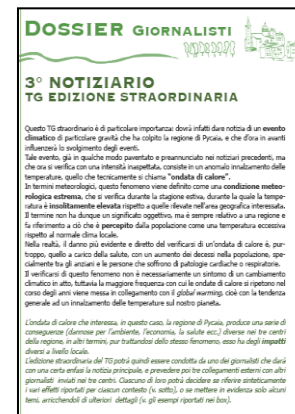 DOSSIER GIORNALISTI
3° NOTIZIARIO
TG EDIZIONE STRAORDINARIA
Questo TG straordinario è di particolare importanza: dovrà infatti dare notizia di un evento
climatico di particolare gravità che ha colpito la regione di Pycaia, e che d'ora in avanti
influenzerà lo svolgimento degli eventi.
Tale evento, già in qualche modo paventato e preannunciato nei notiziari precedenti, ma
che ora si verifica con una intensità inaspettata, consiste in un anomalo innalzamento delle
temperature, quello che tecnicamente si chiama "ondata di calore".
In termini meteorologici, questo fenomeno viene definito come una condizione meteo-
rologica estrema, che si verifica durante la stagione estiva, durante la quale la tempe-
ratura è insolitamente elevata rispetto a quelle rilevate nell'area geografica interessata.
Il termine non ha dunque un significato oggettivo, ma è sempre relativo a una regione e
fa riferimento a ciò che è percepito dalla popolazione come una temperatura eccessiva
rispetto al normale clima locale.
Nella realtà, il danno più evidente e diretto del verificarsi di un'ondata di calore è, pur-
troppo, quello a carico della salute, con un aumento dei decessi nella popolazione, spe-
cialmente tra gli anziani e le persone che soffrono di patologie cardiache o respiratorie.
Il verificarsi di questo fenomeno non è necessariamente un sintomo di un cambiamento
climatico in atto, tuttavia la maggiore frequenza con cui le ondate di calore si ripetono nel
corso degli anni viene messa in collegamento con il global warming, cioè con la tendenza
generale ad un innalzamento delle temperature sul nostro pianeta.
L'ondata di calore che interessa, in questo caso, la regione di Pycaia, produce una serie di
conseguenze (dannose per l'ambiente, l'economia, la salute ecc.) diverse nei tre centri
della regione, in altri termini, pur trattandosi dello stesso fenomeno, esso ha degli impatti
diversi a livello locale.
L'edizione straordinaria del TG potrà quindi essere condotta da uno dei giornalisti che darà
con una certa enfasi la notizia principale, e prevedere poi tre collegamenti esterni con altri
giornalisti inviati nei tre centri. Ciascuno di loro potrà decidere se riferire sinteticamente
i vari effetti riportati per ciascun contesto (v. sotto), o se mettere in evidenza solo alcuni
temi, arricchendoli di ulteriori dettagli (v. gli esempi riportati nei box).